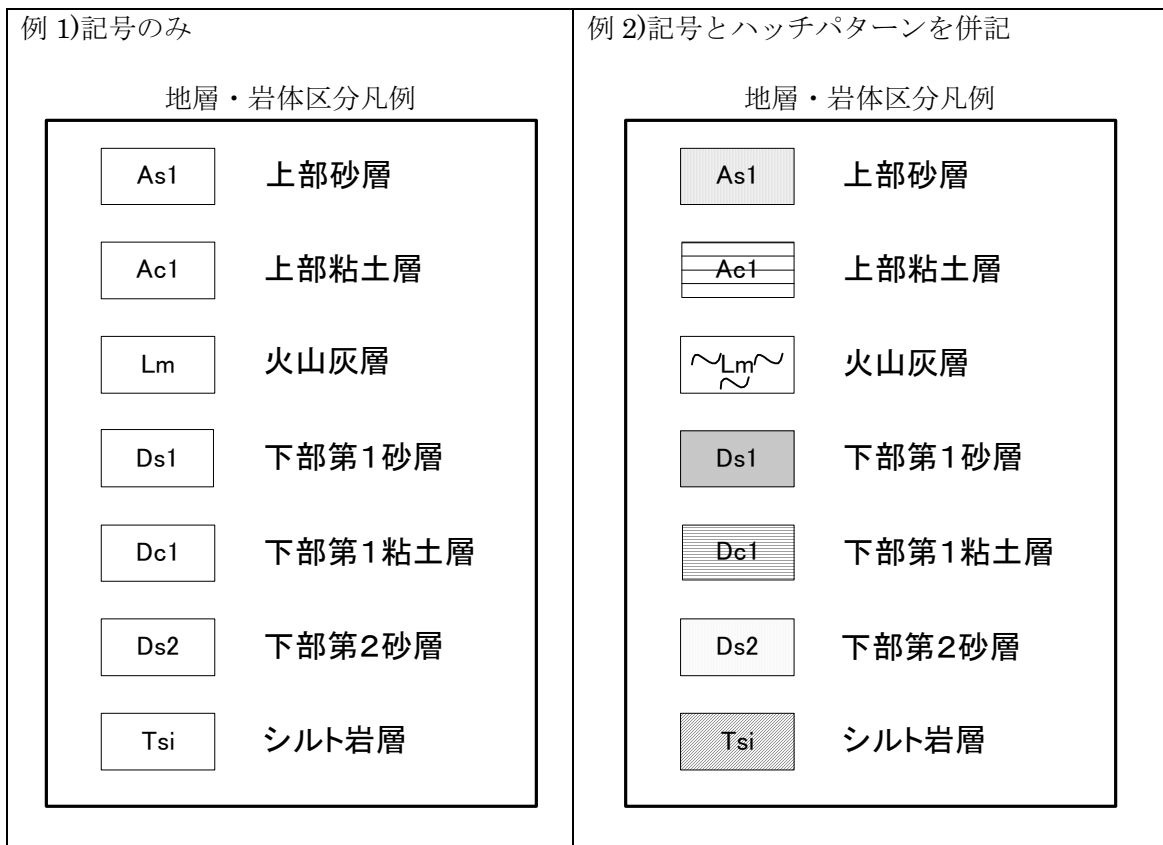 例 1)記号のみ
地層・岩体区分凡例
As1 上部砂層
Ac1 上部粘土層
Lm 火山灰層
Ds1 下部第1砂層
Dc1 下部第1粘土層
Ds2 下部第2砂層
Tsi シルト岩層
例 2)記号とハッチパターンを併記
地層・岩体区分凡例
As1 上部砂層
Ac1 上部粘土層
Lm 火山灰層
Ds1 下部第1砂層
Dc1 下部第1粘土層
Ds2 下部第2砂層
Tsi シルト岩層